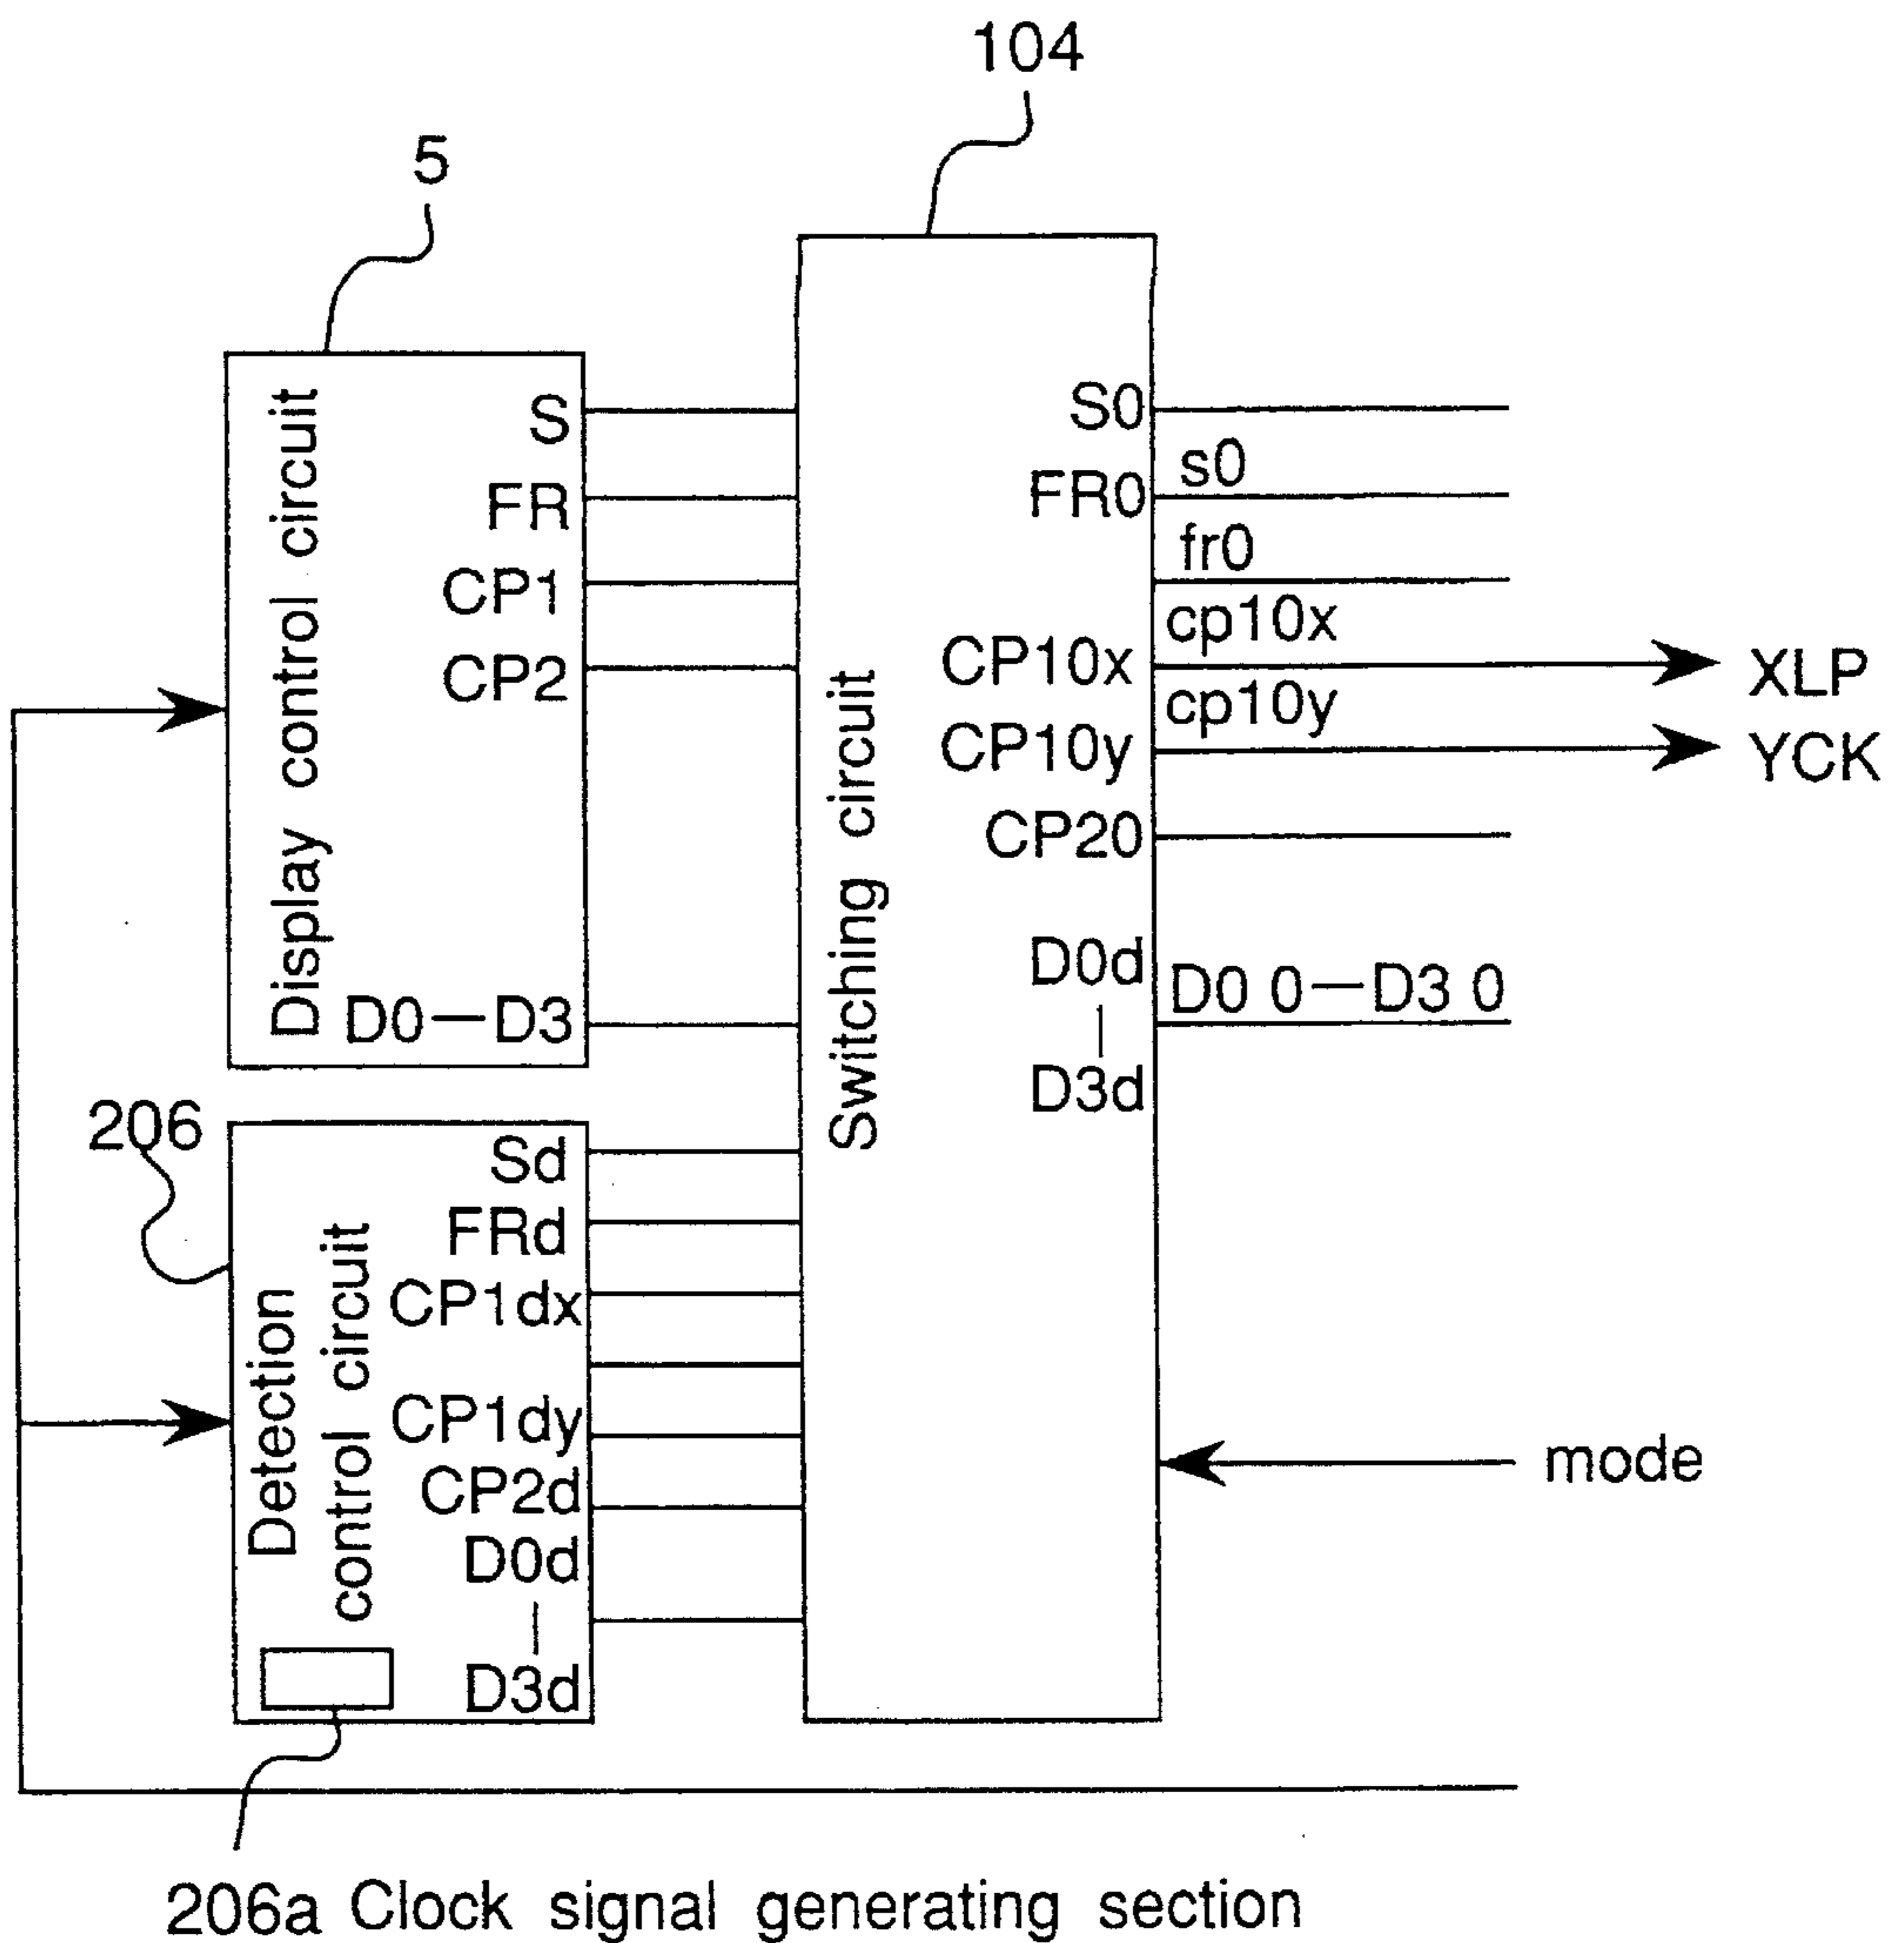 104
5
Display control circuit
S
FR
CP1
CP2
D0—D3
206
Detection
control circuit
Sd
FRd
CP1dx
CP1dy
CP2d
D0d
|
D3d
206a Clock signal generating section
Switching circuit
S0
s0
FR0
fr0
cp10x
CP10x
XLP
cp10y
CP10y
YCK
CP20
D0d
|
D3d
D0 0—D3 0
mode